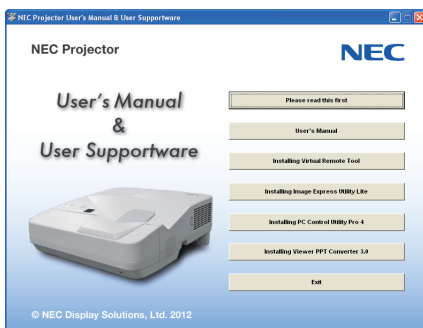 NEC Projector User's Manual & User Supportware
NEC Projector
NEC
User's Manual
&
User Supportware
Please read this first
User's Manual
Installing Virtual Remote Tool
Installing Image Express Utility Lite
Installing PC Control Utility Pro 4
Installing Viewer PPT Converter 3.0
Exit
© NEC Display Solutions, Ltd. 2012